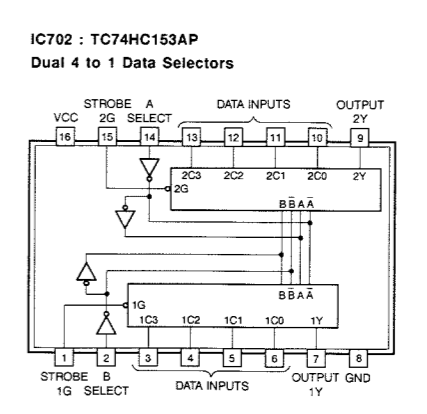 IC702 : TC74HC153AP
Dual 4 to 1 Data Selectors
STROBE A DATA INPUTS OUTPUT
VCC 2G SELECT 2Y
16 15 14 13 12 11 10 9
2C3 2C2 2C1 2C0 2Y
2G
B B̅ A A̅
B B̅ A A̅
1G
1C3 1C2 1C1 1C0 1Y
1 2 3 4 5 6 7 8
STROBE B DATA INPUTS OUTPUT GND
1G SELECT 1Y